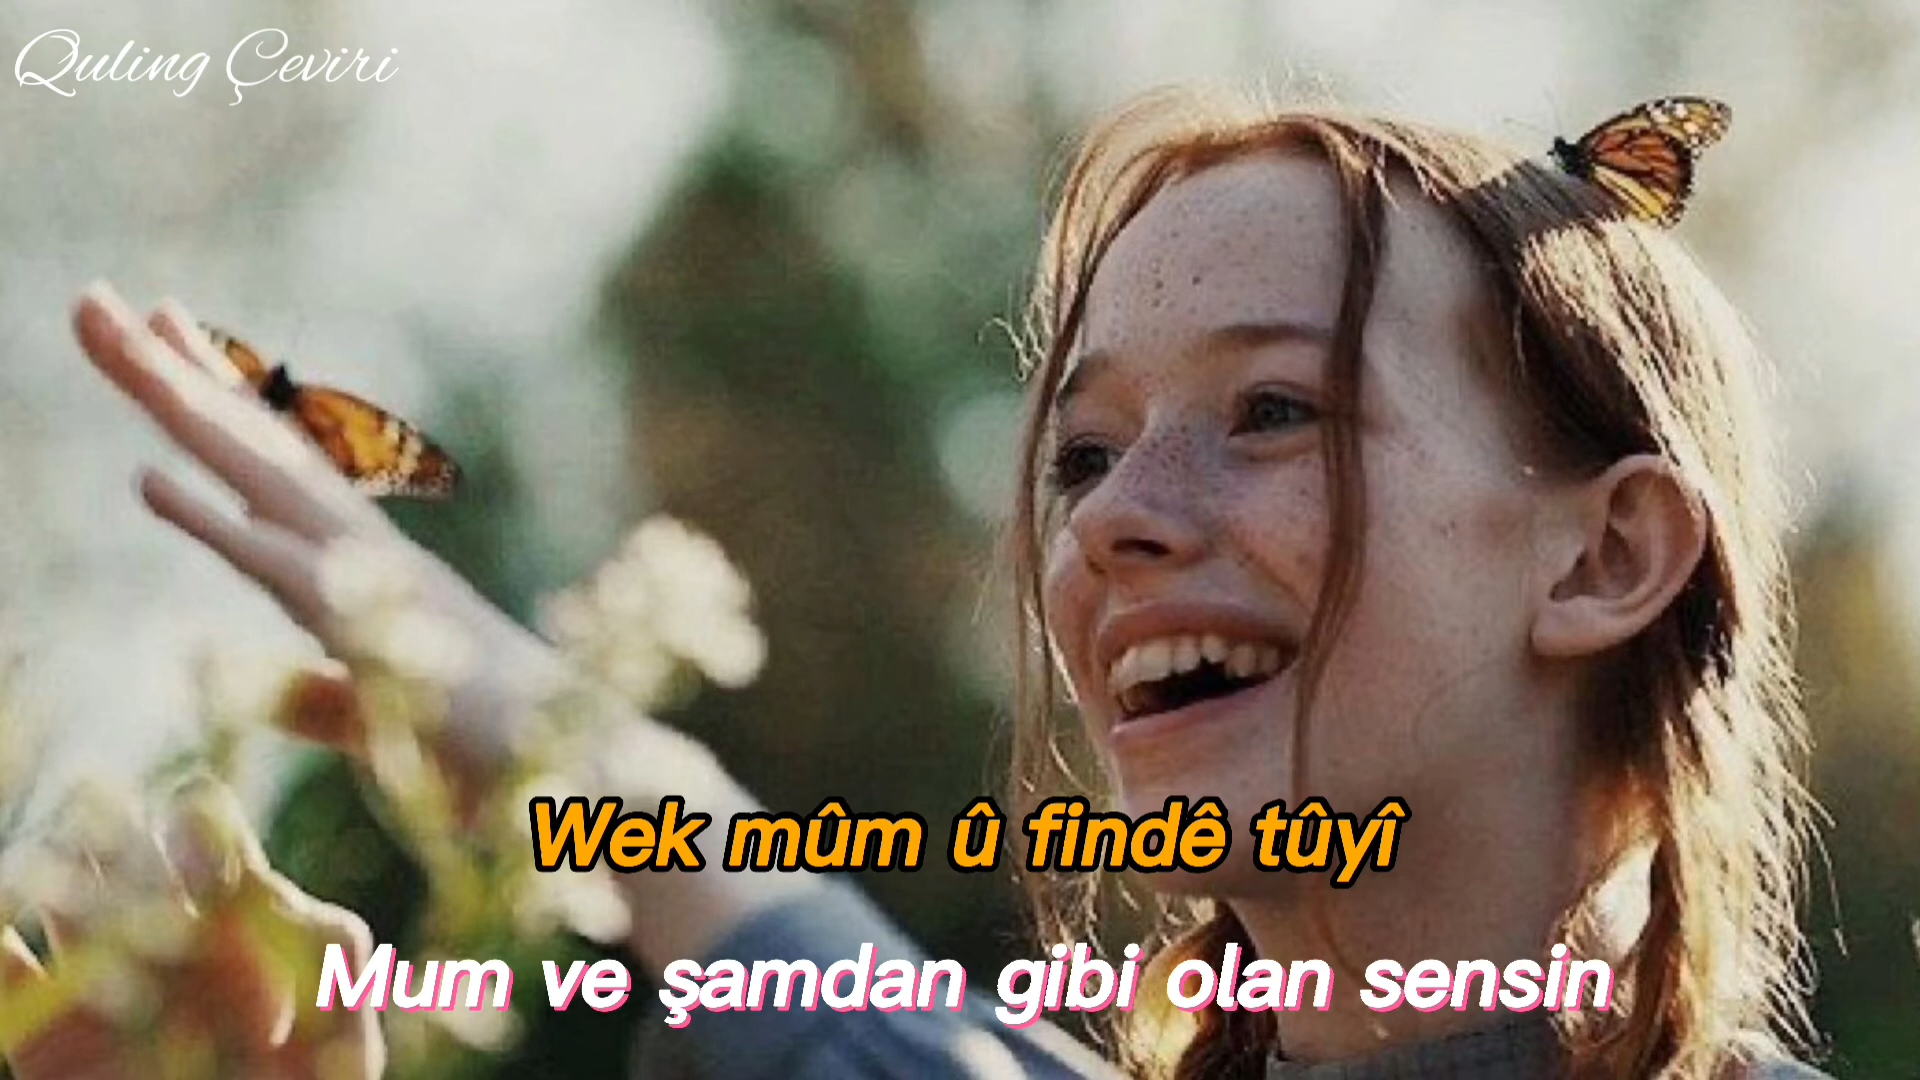 Quling Çeviri
Wek mûm û findê tûyî
Mum ve şamdan gibi olan sensin